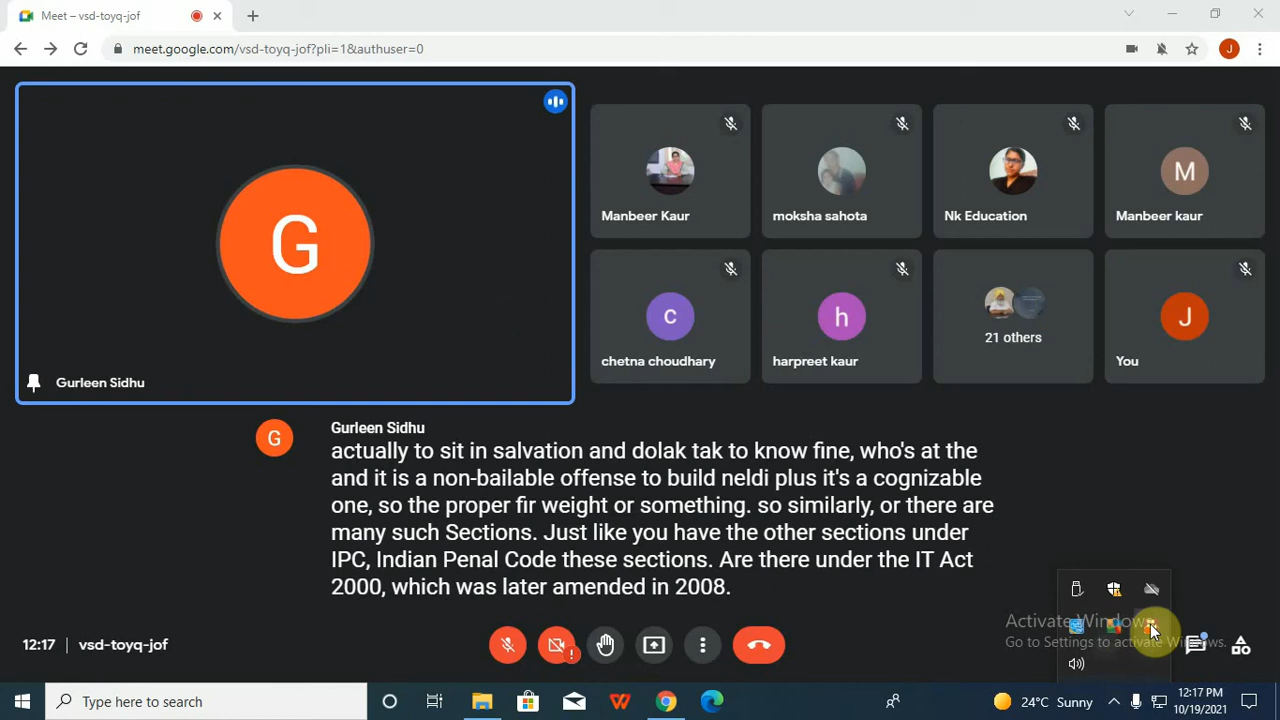 Meet – vsd-toyq-jof
meet.google.com/vsd-toyq-jof?pli=1&authuser=0
J
G
Gurleen Sidhu
Manbeer Kaur
moksha sahota
Nk Education
M
Manbeer kaur
c
chetna choudhary
h
harpreet kaur
21 others
J
You
G
Gurleen Sidhu
actually to sit in salvation and dolak tak to know fine, who's at the
and it is a non-bailable offense to build neldi plus it's a cognizable
one, so the proper fir weight or something. so similarly, or there are
many such Sections. Just like you have the other sections under
IPC, Indian Penal Code these sections. Are there under the IT Act
2000, which was later amended in 2008.
Activate Windows
Go to Settings to activate Windows.
12:17 | vsd-toyq-jof
Type here to search
24°C Sunny
12:17 PM
10/19/2021